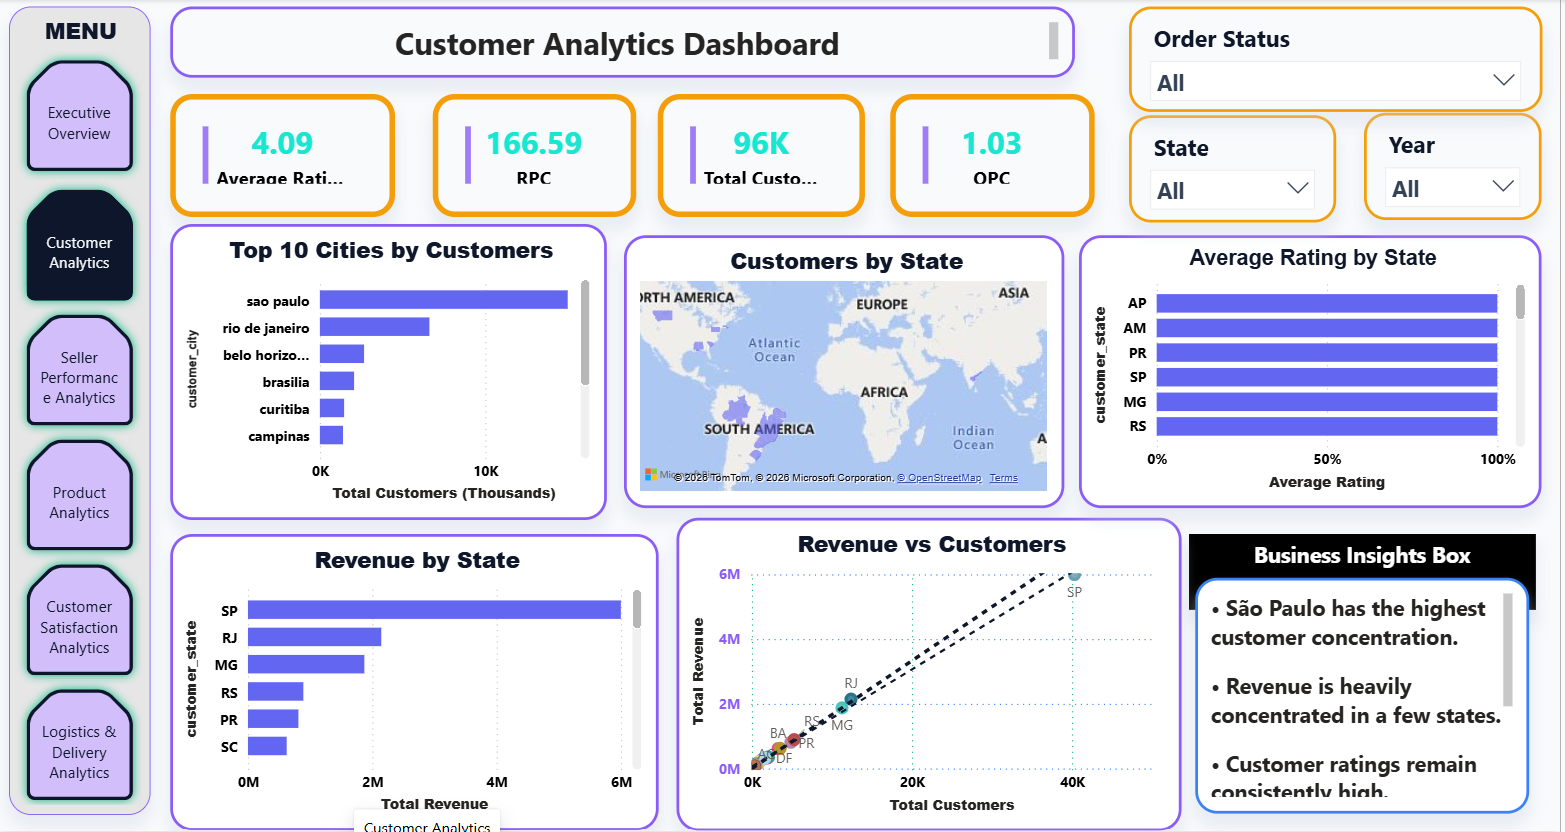 MENU
Executive
Overview
Customer
Analytics
Seller
Performanc
e Analytics
Product
Analytics
Customer
Satisfaction
Analytics
Logistics &
Delivery
Analytics
Customer Analytics Dashboard
Order Status
All
State
All
Year
All
4.09
Average Rati...
166.59
RPC
96K
Total Custo...
1.03
OPC
Top 10 Cities by Customers
customer_city
sao paulo
rio de janeiro
belo horizo...
brasilia
curitiba
campinas
0K 10K
Total Customers (Thousands)
Customers by State
ORTH AMERICA
EUROPE
ASIA
Atlantic
Ocean
AFRICA
SOUTH AMERICA
Indian
Ocean
A
© 2026 TomTom, © 2026 Microsoft Corporation, © OpenStreetMap Terms
Average Rating by State
customer_state
AP
AM
PR
SP
MG
RS
0% 50% 100%
Average Rating
Revenue by State
customer_state
SP
RJ
MG
RS
PR
SC
0M 2M 4M 6M
Total Revenue
Customer Analytics
Revenue vs Customers
Total Revenue
6M
4M
2M
0M
SP
RJ
MG
RS
BA
PR
DF
0K 20K 40K
Total Customers
Business Insights Box
• São Paulo has the highest
customer concentration.
• Revenue is heavily
concentrated in a few states.
• Customer ratings remain
consistently high.